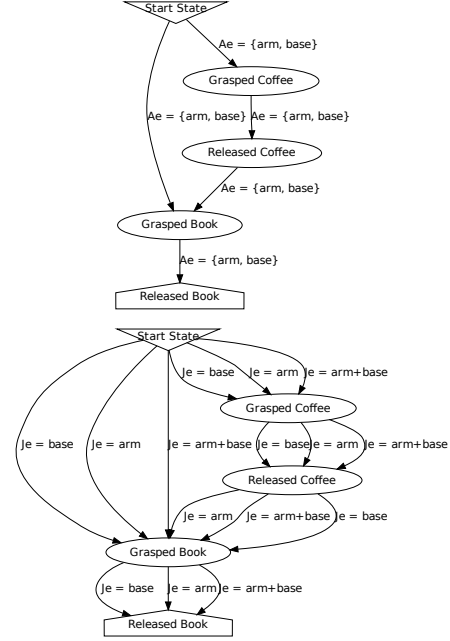 Start State
Ae = {arm, base}
Grasped Coffee
Ae = {arm, base} Ae = {arm, base}
Released Coffee
Ae = {arm, base}
Grasped Book
Ae = {arm, base}
Released Book
Start State
Je = base Je = arm Je = arm+base
Grasped Coffee
Je = base Je = arm Je = arm+base Je = base Je = arm Je = arm+base
Released Coffee
Je = arm Je = arm+base Je = base
Grasped Book
Je = base Je = arm Je = arm+base
Released Book